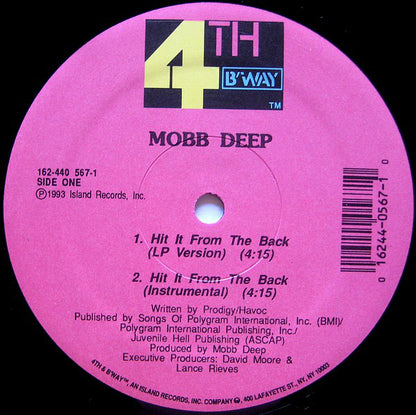 4TH
B'WAY
TM
MOBB DEEP
162-440 567-1
SIDE ONE
Ⓟ1993 Island Records, Inc.
0 16244-0567-1 0
1. Hit It From The Back
(LP Version) (4:15)
2. Hit It From The Back
(Instrumental) (4:15)
Written by Prodigy/Havoc
Published by Songs Of Polygram International, Inc. (BMI)/
Polygram International Publishing, Inc./
Juvenile Hell Publishing (ASCAP)
Produced by Mobb Deep
Executive Producers: David Moore &
Lance Rieves
4TH & B'WAY™, AN ISLAND RECORDS, INC. COMPANY, 400 LAFAYETTE ST., NY, NY 10003